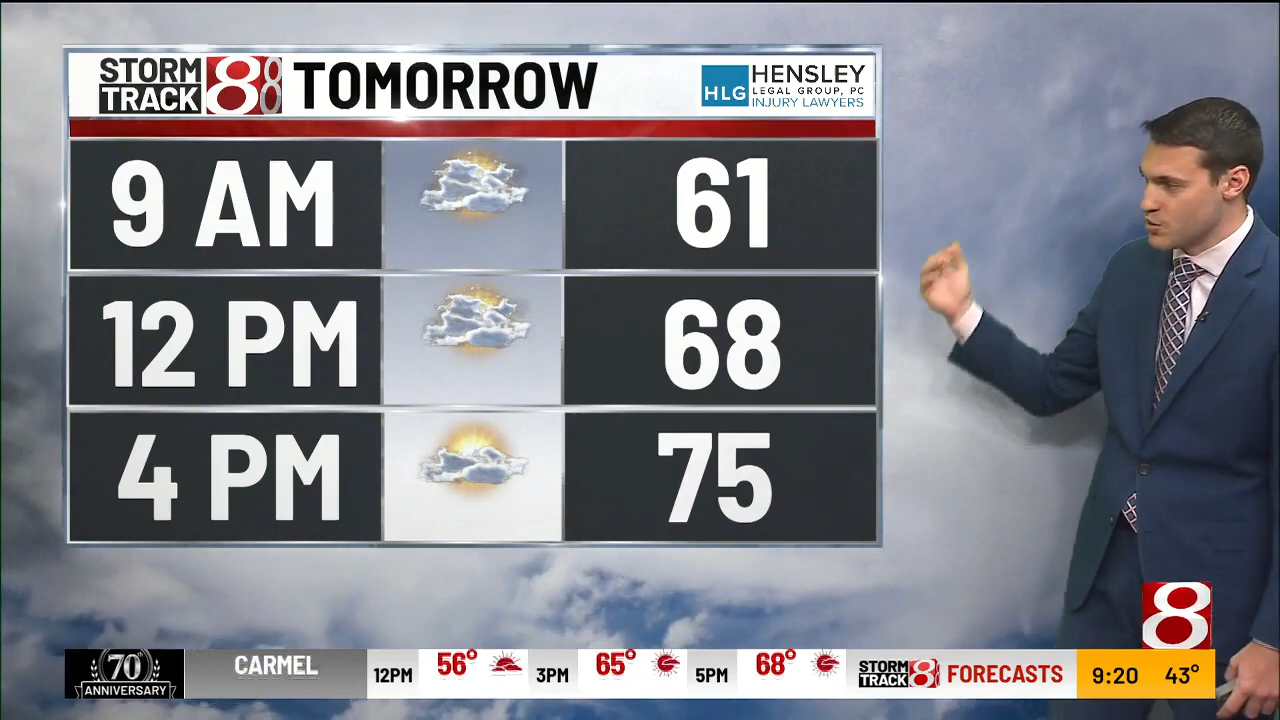 STORM TRACK 8 TOMORROW
HLG HENSLEY
LEGAL GROUP, PC
INJURY LAWYERS
9 AM 61
12 PM 68
4 PM 75
8
70 ANNIVERSARY
CARMEL 12PM 56° 3PM 65° 5PM 68° STORM TRACK 8 FORECASTS 9:20 43°